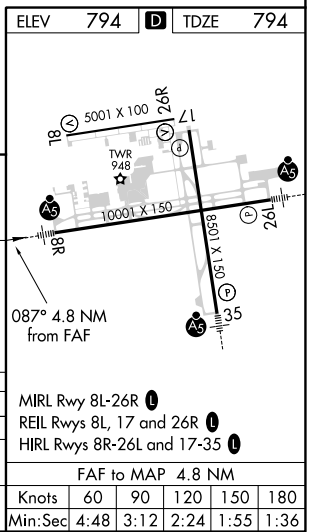 ELEV 794 D TDZE 794
8L 5001 X 100 26R
V A 17
P
TWR
948
A5
A5
10001 X 150
8R 26L
P
8501 X 150
P
35
A5
087° 4.8 NM
from FAF
MIRL Rwy 8L-26R L
REIL Rwys 8L, 17 and 26R L
HIRL Rwys 8R-26L and 17-35 L
FAF to MAP 4.8 NM
Knots 60 90 120 150 180
Min:Sec 4:48 3:12 2:24 1:55 1:36